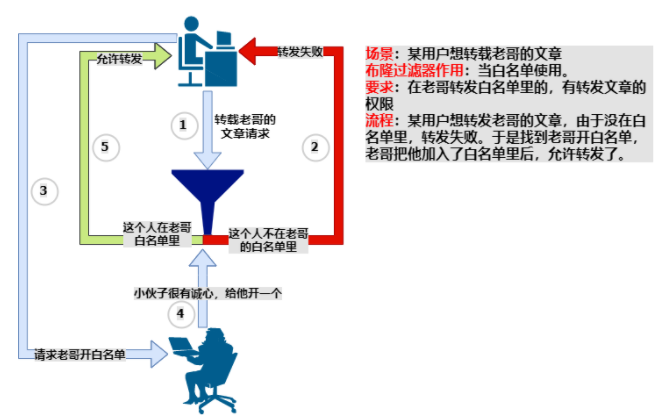 允许转发
转发失败
场景：某用户想转载老哥的文章
布隆过滤器作用：当白名单使用。
要求：在老哥转发白名单里的，有转发文章的
权限
流程：某用户想转发老哥的文章，由于没在白
名单里，转发失败。于是找到老哥开白名单，
老哥把他加入了白名单里后，允许转发了。
1
转载老哥的
文章请求
5
2
3
这个人在老哥
白名单里
这个人不在老哥
的白名单里
小伙子很有诚心，给他开一个
4
请求老哥开白名单